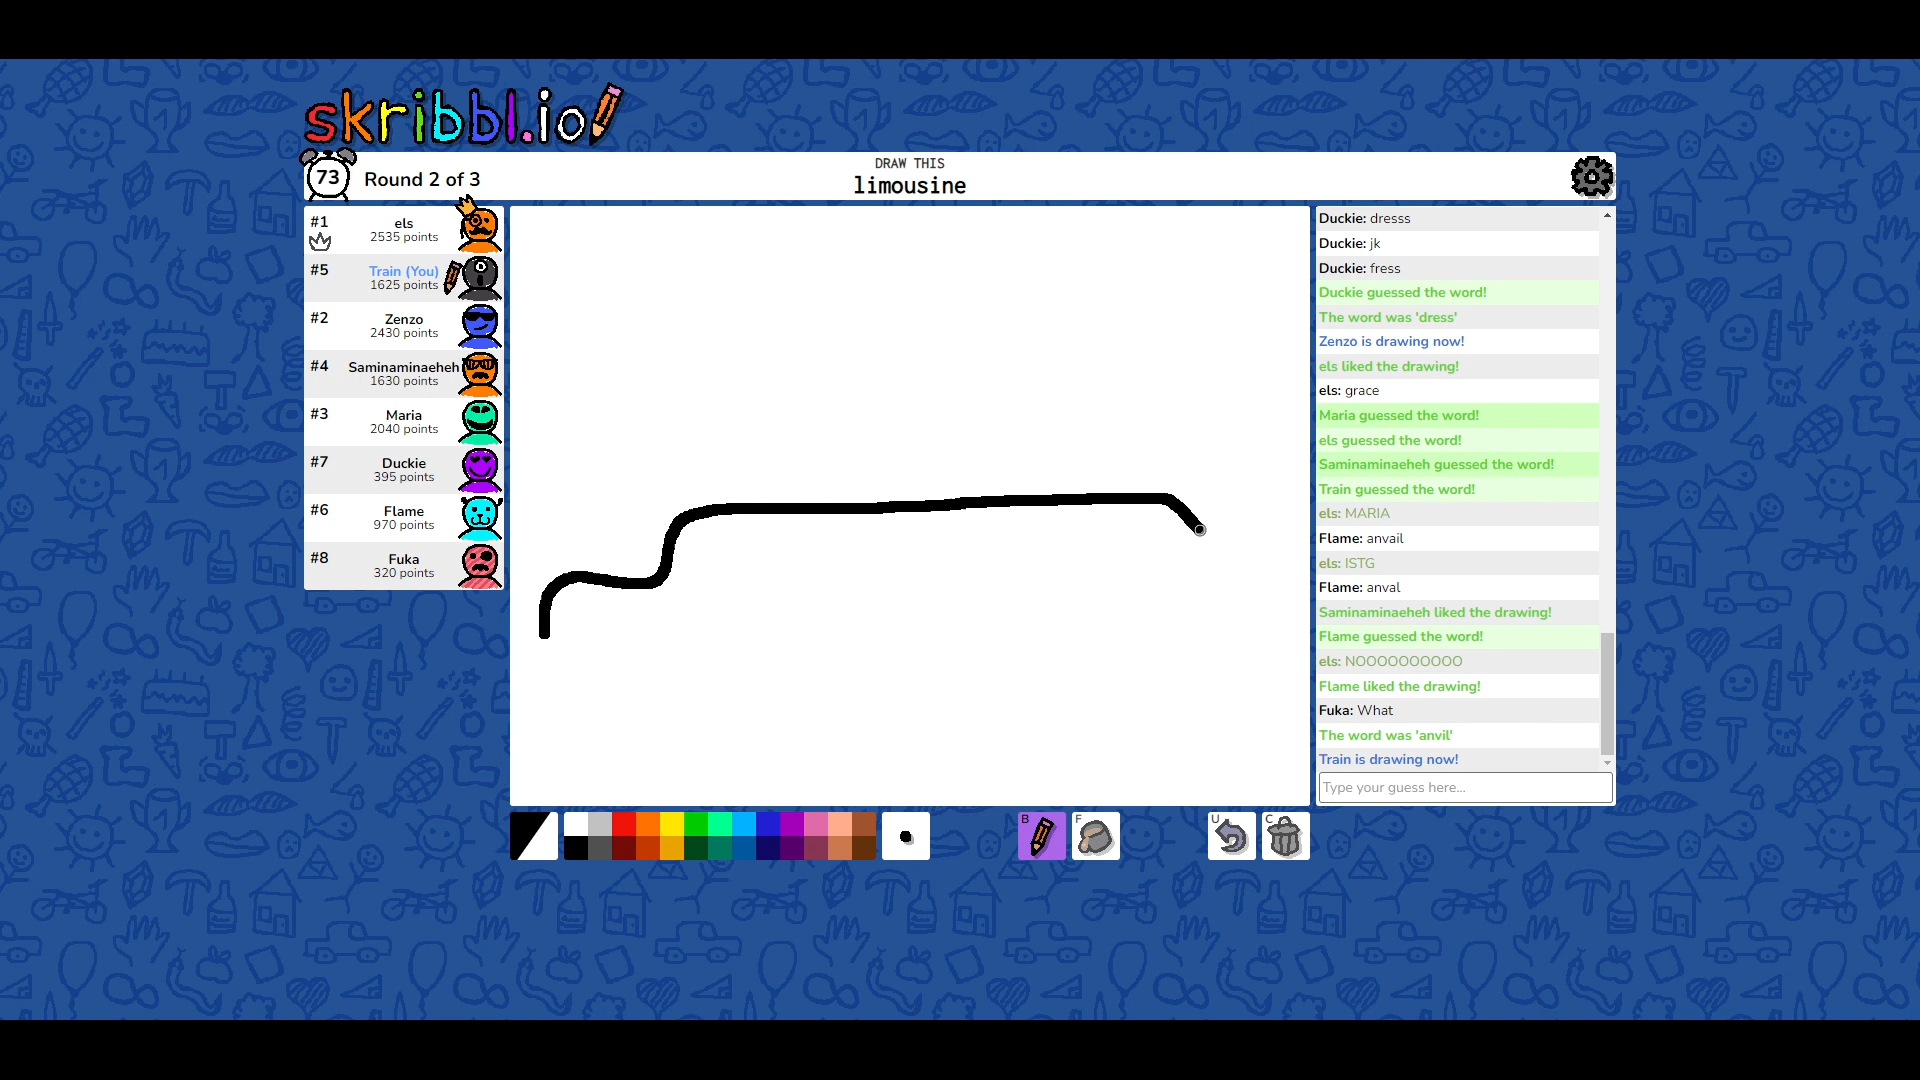 skribbl.io
73
Round 2 of 3
DRAW THIS
limousine
#1
els
2535 points
#5
Train (You)
1625 points
#2
Zenzo
2430 points
#4
Saminaminaeheh
1630 points
#3
Maria
2040 points
#7
Duckie
395 points
#6
Flame
970 points
#8
Fuka
320 points
Duckie: dresss
Duckie: jk
Duckie: fress
Duckie guessed the word!
The word was 'dress'
Zenzo is drawing now!
els liked the drawing!
els: grace
Maria guessed the word!
els guessed the word!
Saminaminaeheh guessed the word!
Train guessed the word!
els: MARIA
Flame: anvail
els: ISTG
Flame: anval
Saminaminaeheh liked the drawing!
Flame guessed the word!
els: NOOOOOOOOOO
Flame liked the drawing!
Fuka: What
The word was 'anvil'
Train is drawing now!
Type your guess here...
B
F
U
C